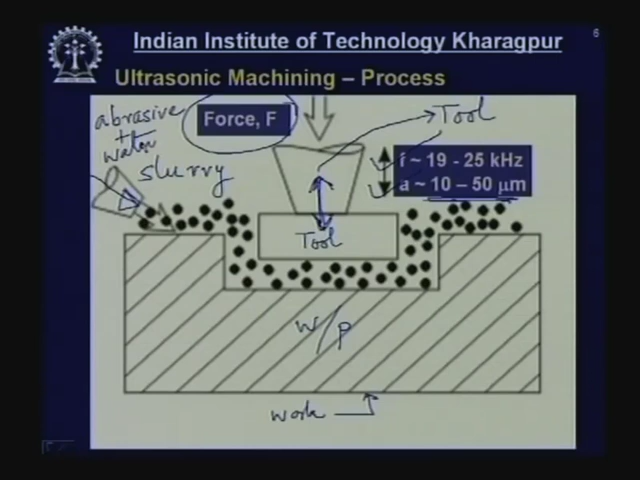 Indian Institute of Technology Kharagpur
6
Ultrasonic Machining – Process
abrasive
+
water
slurry
Force, F
Tool
f ~ 19 - 25 kHz
a ~ 10 – 50 μm
Tool
W/P
work